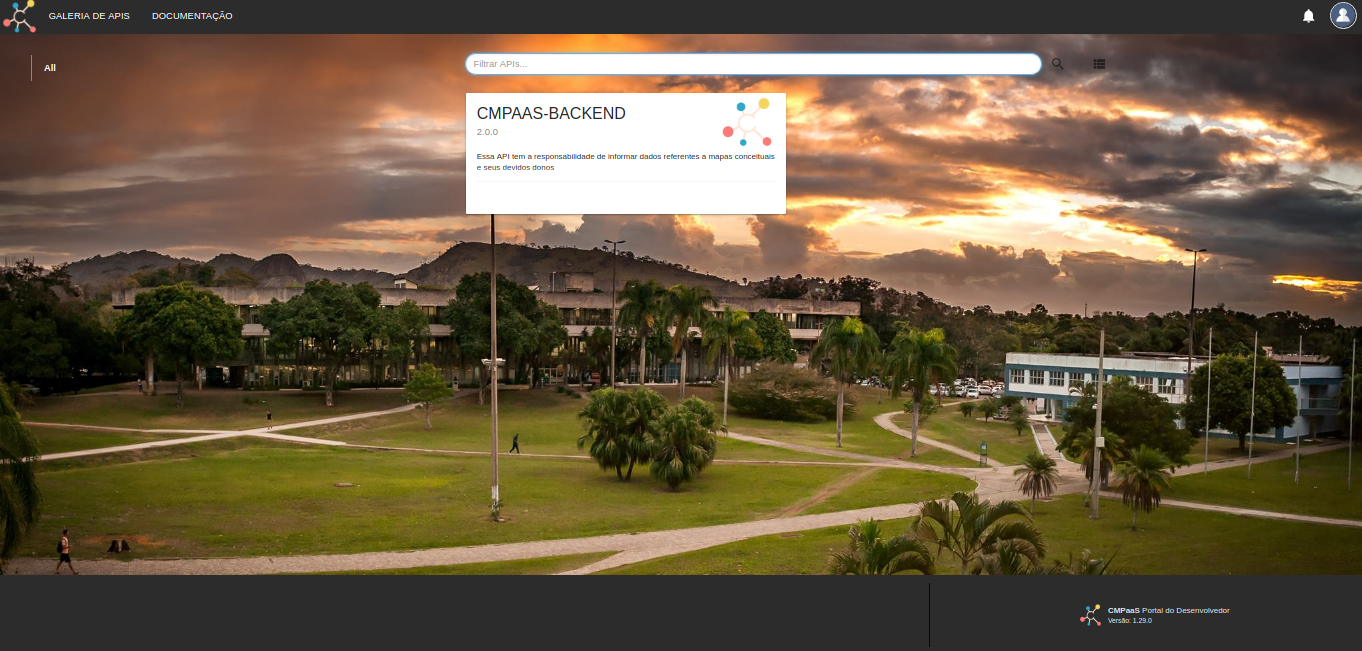 GALERIA DE APIS DOCUMENTAÇÃO
All
Filtrar APIs...
CMPAAS-BACKEND
2.0.0
Essa API tem a responsabilidade de informar dados referentes a mapas conceituais
e seus devidos donos
CMPaaS Portal do Desenvolvedor
Versão: 1.29.0